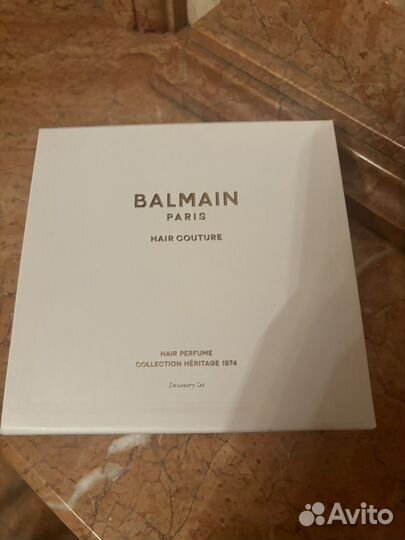 BALMAIN
PARIS
HAIR COUTURE
HAIR PERFUME
COLLECTION HÉRITAGE 1974
Discovery Set
Avito